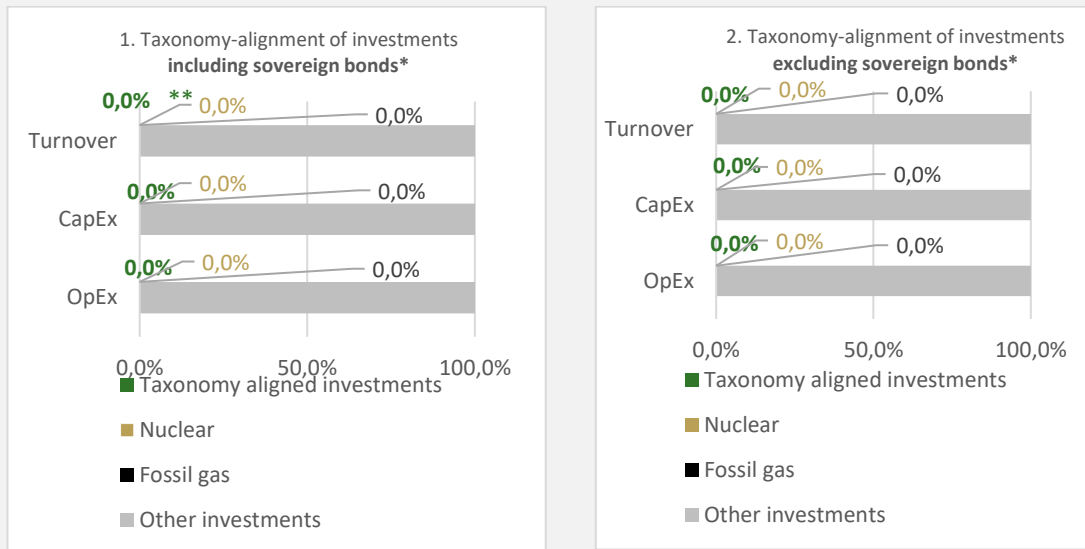 1. Taxonomy-alignment of investments
including sovereign bonds*
0,0% ** 0,0% 0,0%
Turnover
0,0% 0,0% 0,0%
CapEx
0,0% 0,0% 0,0%
OpEx
0,0% 50,0% 100,0%
Taxonomy aligned investments
Nuclear
Fossil gas
Other investments
2. Taxonomy-alignment of investments
excluding sovereign bonds*
0,0% 0,0% 0,0%
Turnover
0,0% 0,0% 0,0%
CapEx
0,0% 0,0% 0,0%
OpEx
0,0% 50,0% 100,0%
Taxonomy aligned investments
Nuclear
Fossil gas
Other investments